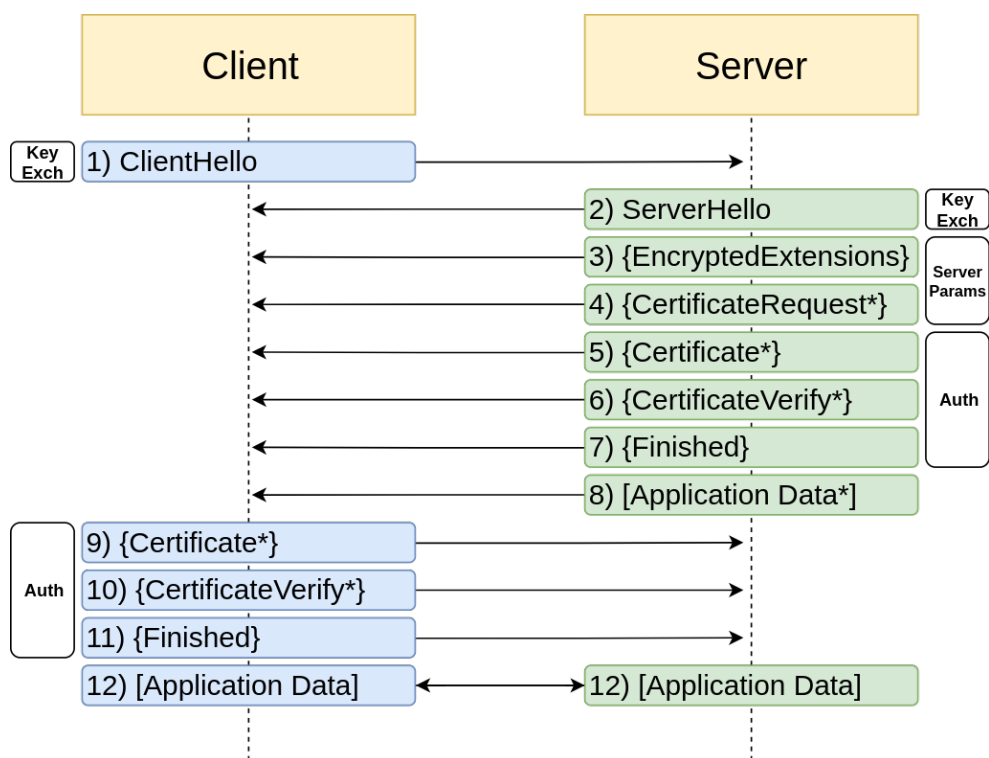 Client
Server
Key
Exch
1) ClientHello
2) ServerHello
Key
Exch
3) {EncryptedExtensions}
Server
Params
4) {CertificateRequest*}
5) {Certificate*}
6) {CertificateVerify*}
Auth
7) {Finished}
8) [Application Data*]
9) {Certificate*}
Auth
10) {CertificateVerify*}
11) {Finished}
12) [Application Data]
12) [Application Data]